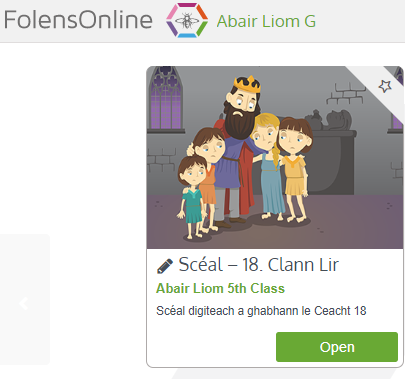 FolensOnline Abair Liom G
Scéal – 18. Clann Lir
Abair Liom 5th Class
Scéal digiteach a ghabhann le Ceacht 18
Open